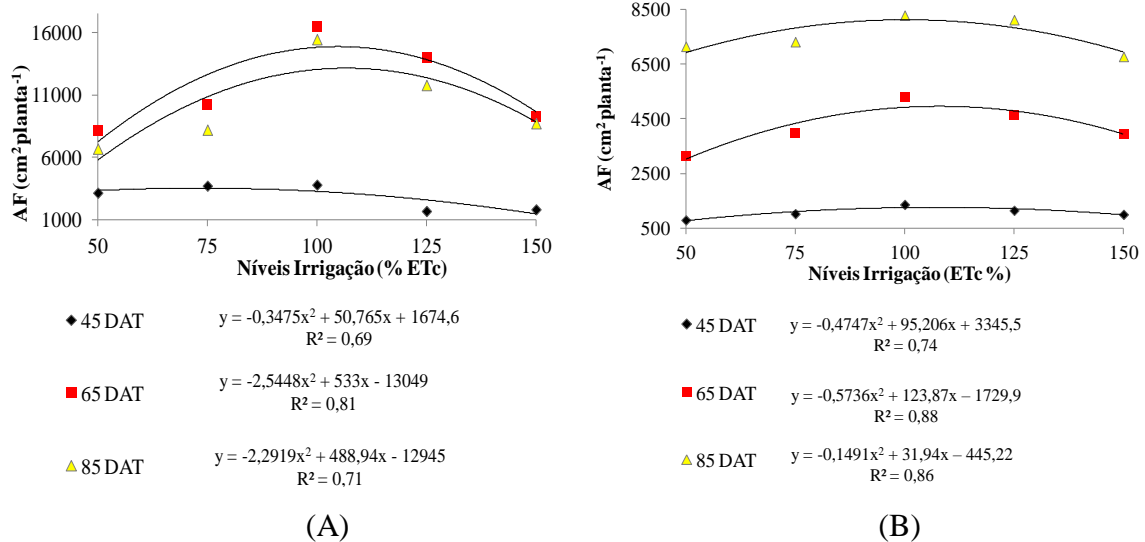 AF (cm² planta⁻¹)
16000
11000
6000
1000
50 75 100 125 150
Níveis Irrigação (% ETc)
45 DAT y = -0,3475x² + 50,765x + 1674,6
R² = 0,69
65 DAT y = -2,5448x² + 533x - 13049
R² = 0,81
85 DAT y = -2,2919x² + 488,94x - 12945
R² = 0,71
(A)
AF (cm² planta⁻¹)
8500
6500
4500
2500
500
50 75 100 125 150
Níveis Irrigação (ETc %)
45 DAT y = -0,4747x² + 95,206x + 3345,5
R² = 0,74
65 DAT y = -0,5736x² + 123,87x – 1729,9
R² = 0,88
85 DAT y = -0,1491x² + 31,94x – 445,22
R² = 0,86
(B)